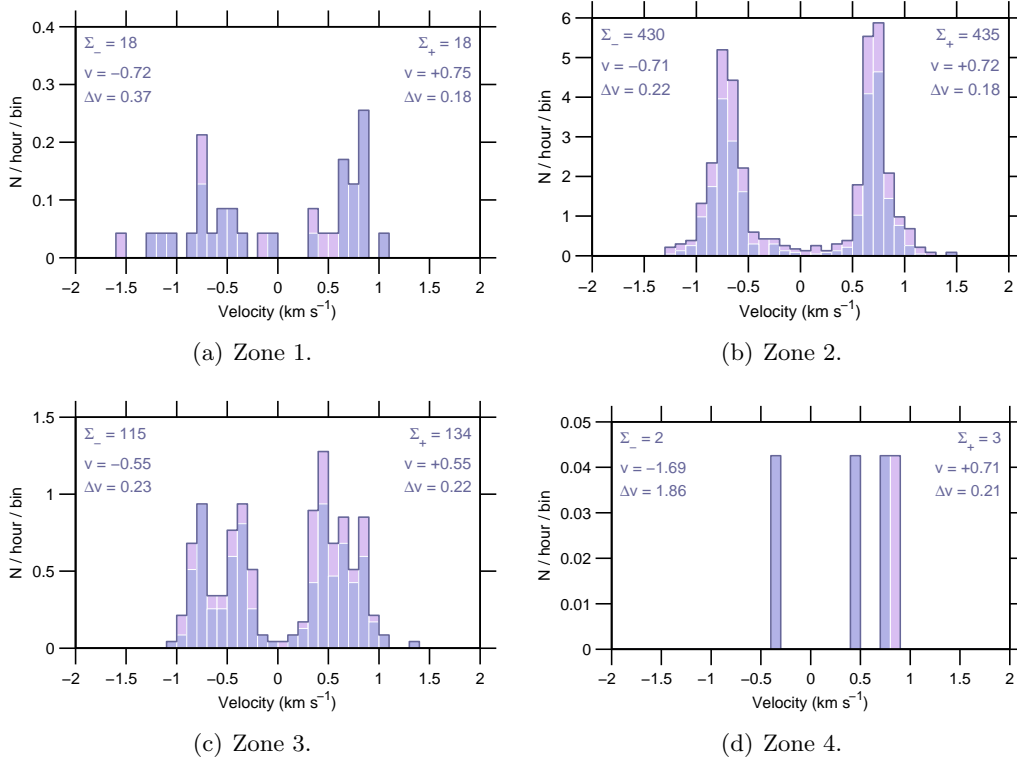 0.4
0.3
0.2
0.1
0
N / hour / bin
Σ− = 18
v = −0.72
Δv = 0.37
Σ+ = 18
v = +0.75
Δv = 0.18
−2 −1.5 −1 −0.5 0 0.5 1 1.5 2
Velocity (km s−1)
(a) Zone 1.
6
5
4
3
2
1
0
N / hour / bin
Σ− = 430
v = −0.71
Δv = 0.22
Σ+ = 435
v = +0.72
Δv = 0.18
−2 −1.5 −1 −0.5 0 0.5 1 1.5 2
Velocity (km s−1)
(b) Zone 2.
1.5
1
0.5
0
N / hour / bin
Σ− = 115
v = −0.55
Δv = 0.23
Σ+ = 134
v = +0.55
Δv = 0.22
−2 −1.5 −1 −0.5 0 0.5 1 1.5 2
Velocity (km s−1)
(c) Zone 3.
0.05
0.04
0.03
0.02
0.01
0
N / hour / bin
Σ− = 2
v = −1.69
Δv = 1.86
Σ+ = 3
v = +0.71
Δv = 0.21
−2 −1.5 −1 −0.5 0 0.5 1 1.5 2
Velocity (km s−1)
(d) Zone 4.